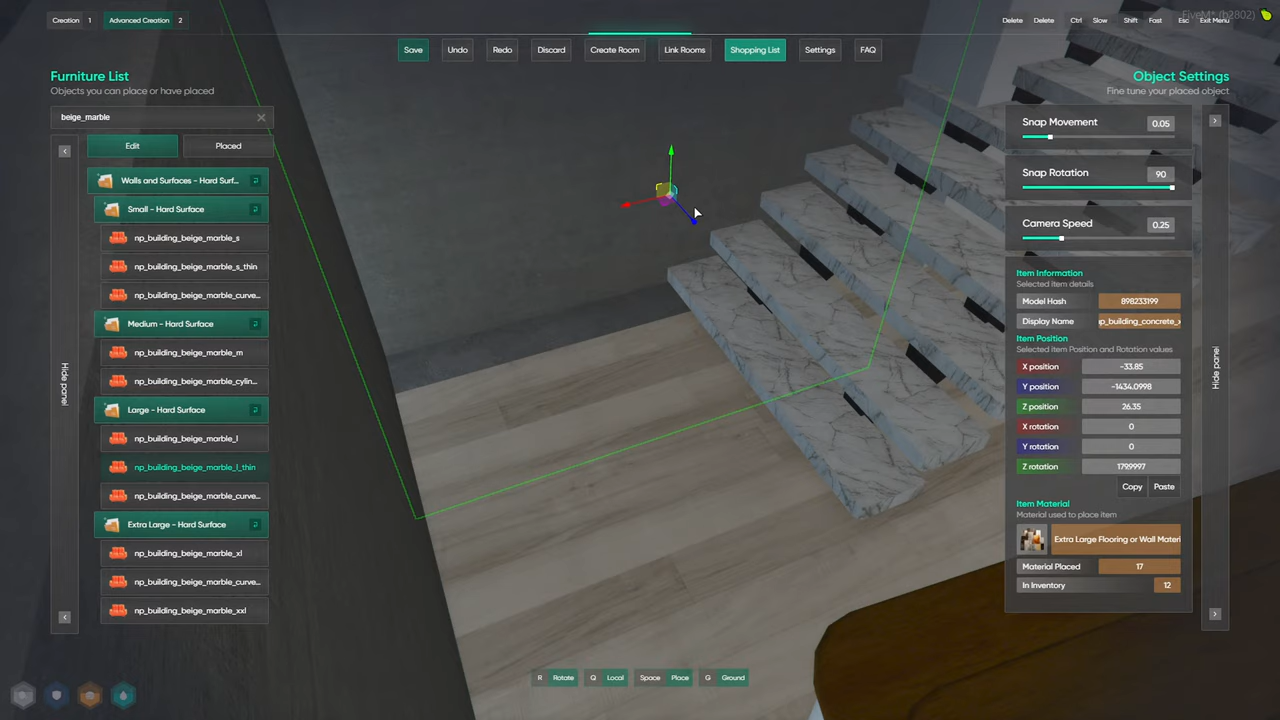 Creation 1 Advanced Creation 2
Delete Delete Ctrl Slow Shift Fast Esc Exit Menu
FiveM* (b2802)
Save Undo Redo Discard Create Room Link Rooms Shopping List Settings FAQ
Furniture List
Objects you can place or have placed
beige_marble
Edit Placed
Walls and Surfaces - Hard Surf...
Small - Hard Surface
np_building_beige_marble_s
np_building_beige_marble_s_thin
np_building_beige_marble_curve...
Medium - Hard Surface
np_building_beige_marble_m
np_building_beige_marble_cylin...
Large - Hard Surface
np_building_beige_marble_l
np_building_beige_marble_l_thin
np_building_beige_marble_curve...
Extra Large - Hard Surface
np_building_beige_marble_xl
np_building_beige_marble_curve...
np_building_beige_marble_xxl
Hide panel
Object Settings
Fine tune your placed object
Snap Movement 0.05
Snap Rotation 90
Camera Speed 0.25
Item Information
Selected item details
Model Hash 898233199
Display Name np_building_concrete_x
Item Position
Selected item Position and Rotation values
X position -33.85
Y position -1434.0998
Z position 26.35
X rotation 0
Y rotation 0
Z rotation 179.9997
Copy Paste
Item Material
Material used to place item
Extra Large Flooring or Wall Materi
Material Placed 17
In Inventory 12
Hide panel
R Rotate Q Local Space Place G Ground